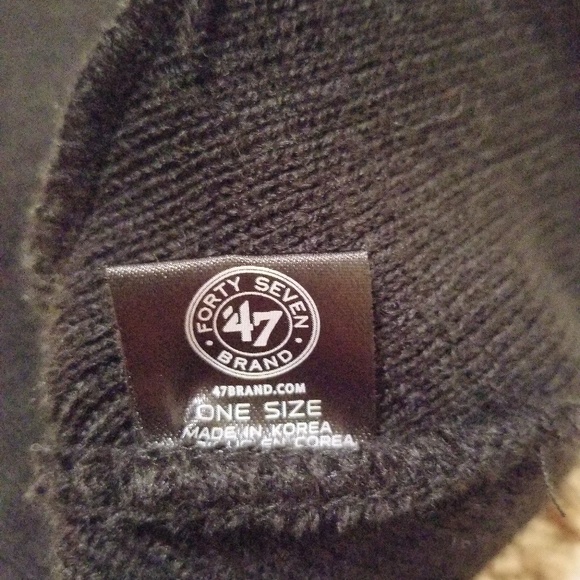 FORTY SEVEN
'47
BRAND
47BRAND.COM
ONE SIZE
MADE IN KOREA
EN COREA